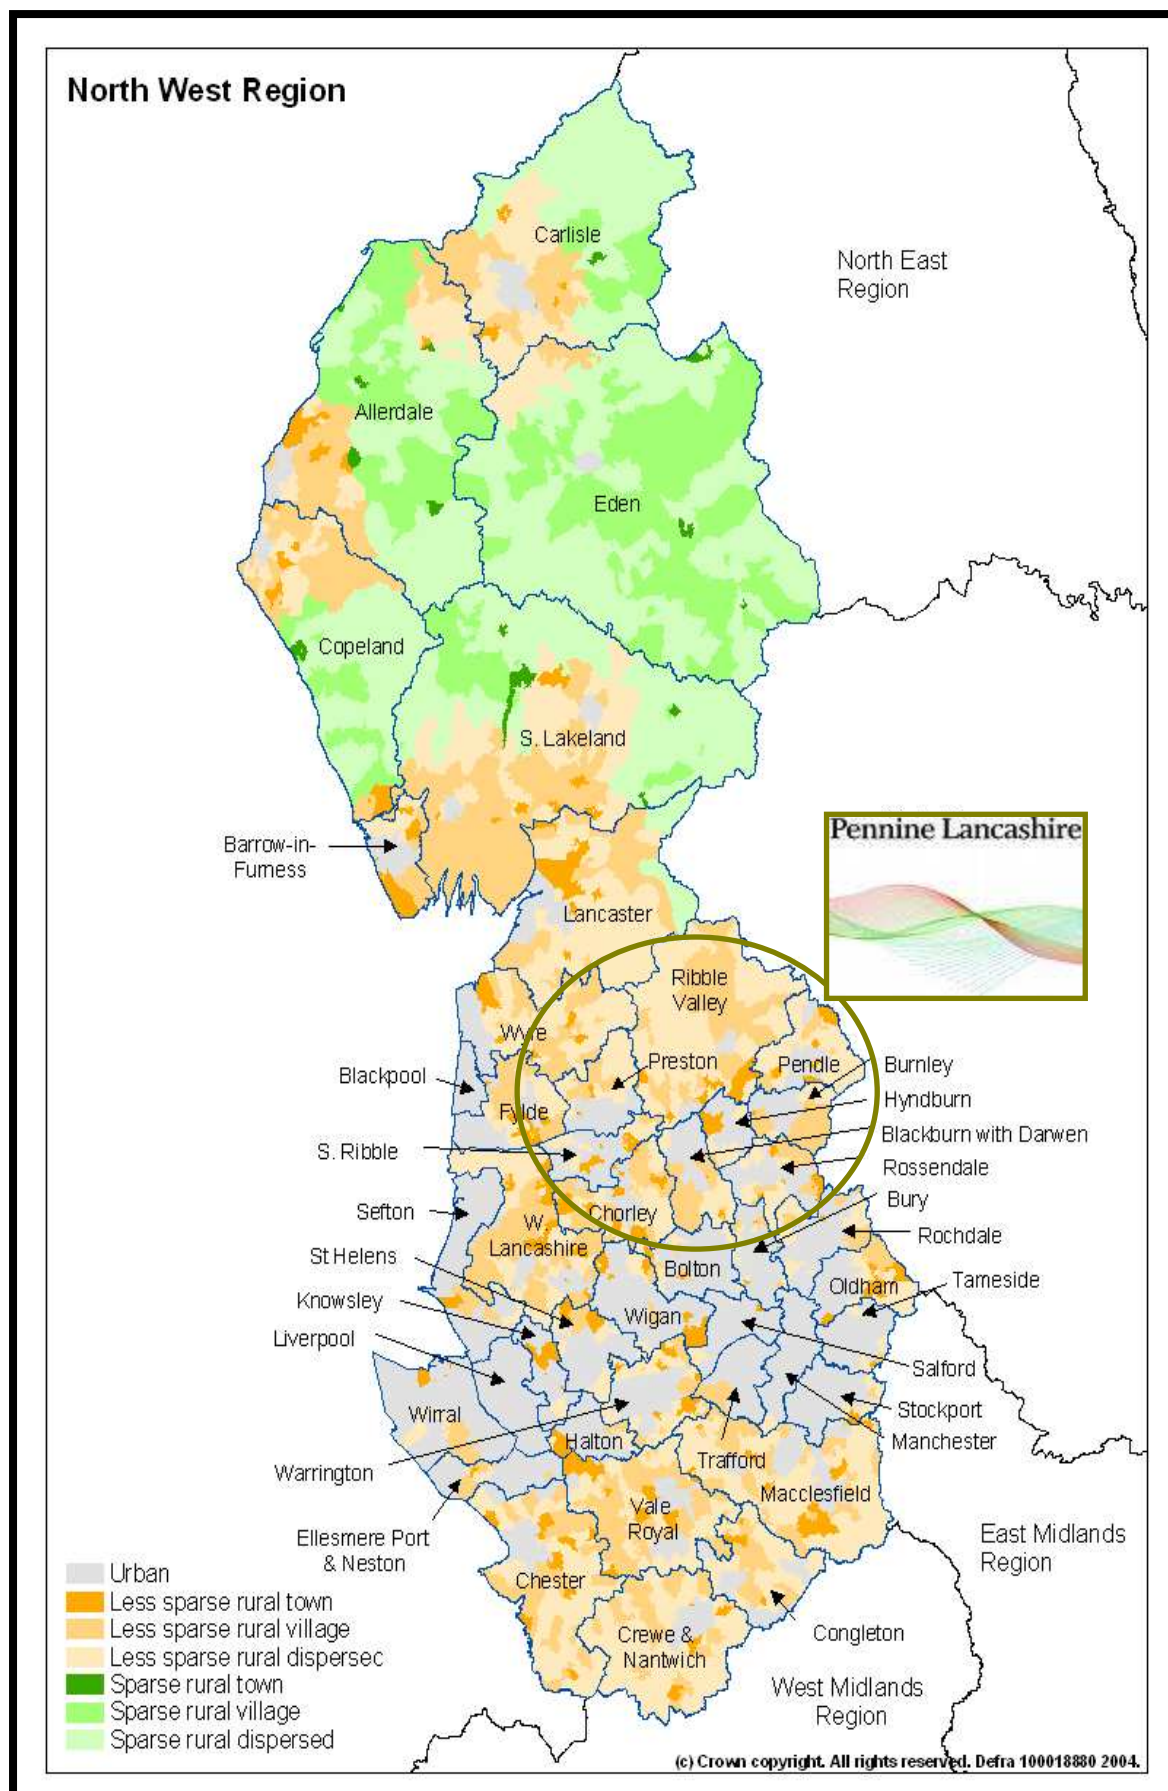 North West Region
Carlisle
North East
Region
Allerdale
Eden
Copeland
S. Lakeland
Barrow-in-
Furness
Pennine Lancashire
Lancaster
Ribble
Valley
Wyre
Preston
Pendle
Burnley
Blackpool
Hyndburn
Fylde
Blackburn with Darwen
S. Ribble
Rossendale
Bury
Sefton
Chorley
W.
Lancashire
Rochdale
St Helens
Bolton
Oldham
Tameside
Knowsley
Wigan
Liverpool
Salford
Wirral
Stockport
Halton
Manchester
Trafford
Warrington
Macclesfield
Vale
Royal
Ellesmere Port
& Neston
East Midlands
Region
Chester
Crewe &
Nantwich
Congleton
West Midlands
Region
Urban
Less sparse rural town
Less sparse rural village
Less sparse rural dispersec
Sparse rural town
Sparse rural village
Sparse rural dispersed
(c) Crown copyright. All rights reserved. Defra 100018880 2004.